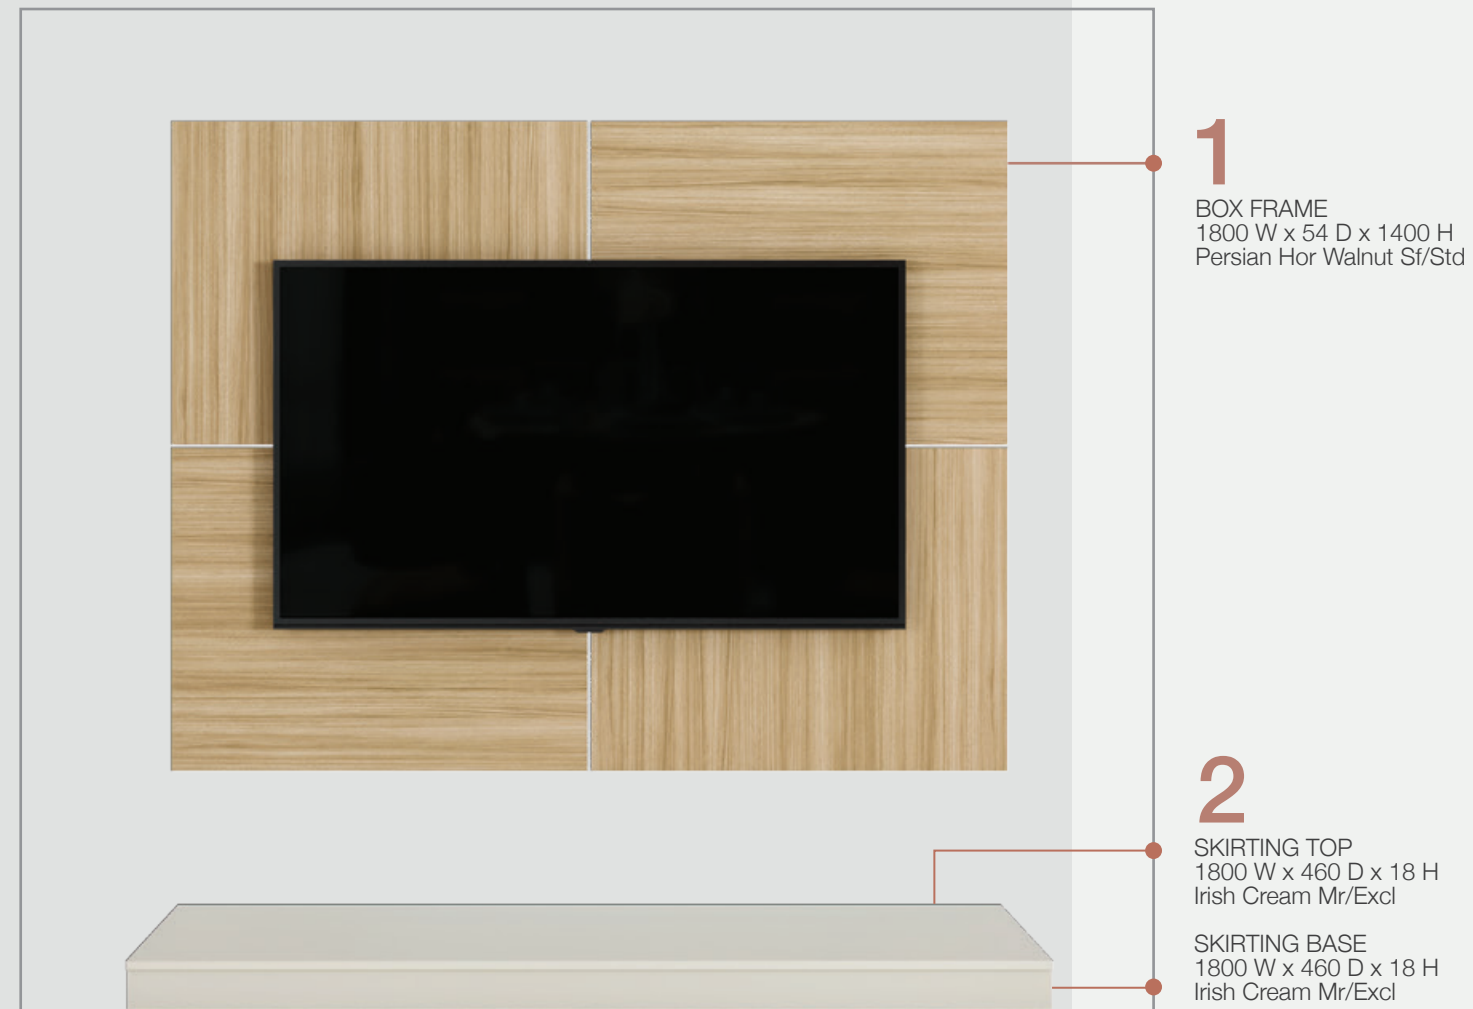 1
BOX FRAME
1800 W x 54 D x 1400 H
Persian Hor Walnut Sf/Std
2
SKIRTING TOP
1800 W x 460 D x 18 H
Irish Cream Mr/Excl
SKIRTING BASE
1800 W x 460 D x 18 H
Irish Cream Mr/Excl